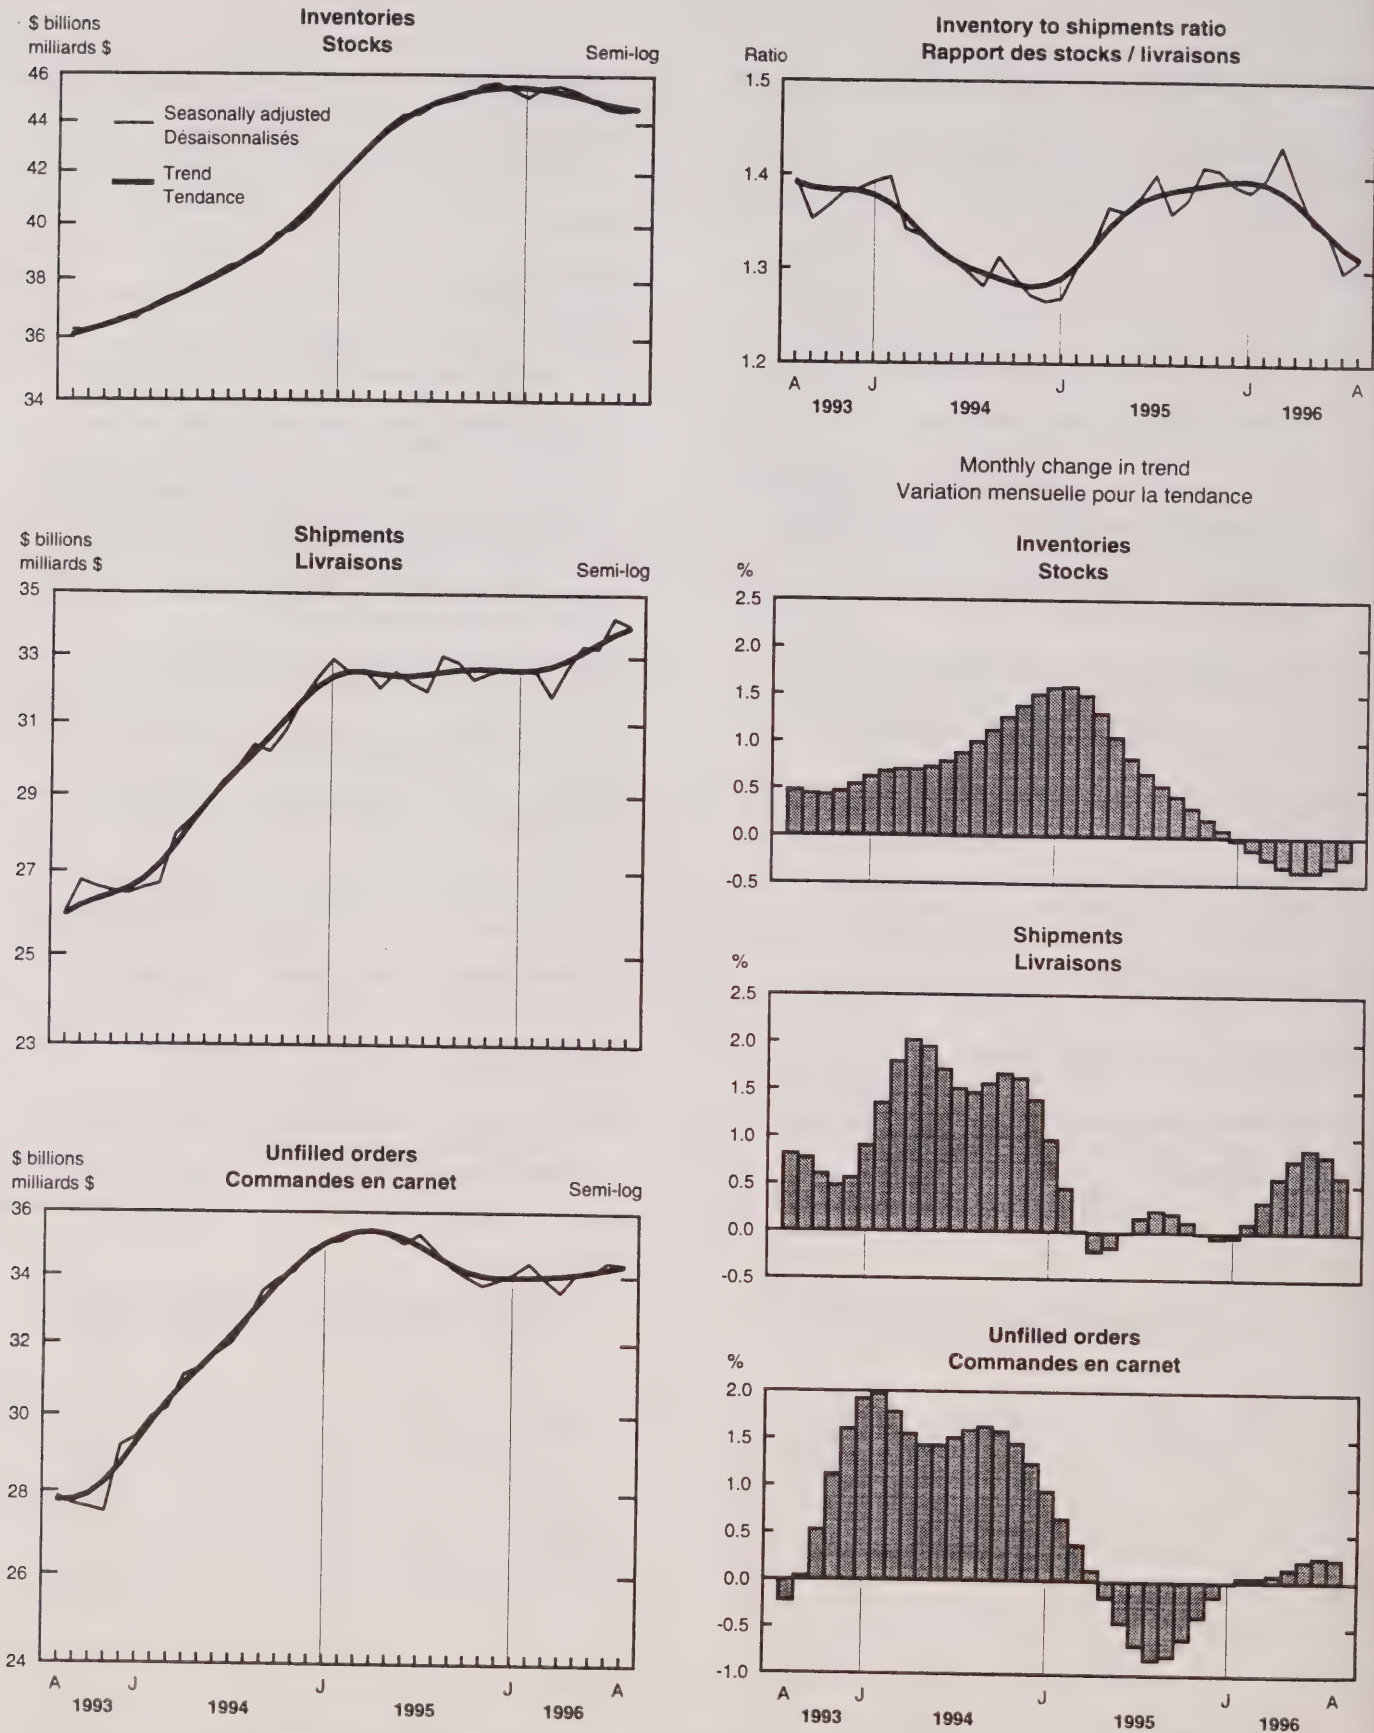 $ billions
milliards $
Inventories
Stocks
Semi-log
46
44
42
40
38
36
34
Seasonally adjusted
Désaisonnalisés
Trend
Tendance
Inventory to shipments ratio
Rapport des stocks / livraisons
Ratio
1.5
1.4
1.3
1.2
A J J J A
1993 1994 1995 1996
$ billions
milliards $
Shipments
Livraisons
Semi-log
35
33
31
29
27
25
23
Monthly change in trend
Variation mensuelle pour la tendance
Inventories
Stocks
%
2.5
2.0
1.5
1.0
0.5
0.0
-0.5
Shipments
Livraisons
%
2.5
2.0
1.5
1.0
0.5
0.0
-0.5
$ billions
milliards $
Unfilled orders
Commandes en carnet
Semi-log
36
34
32
30
28
26
24
A J J J A
1993 1994 1995 1996
Unfilled orders
Commandes en carnet
%
2.0
1.5
1.0
0.5
0.0
-0.5
-1.0
A J J J A
1993 1994 1995 1996